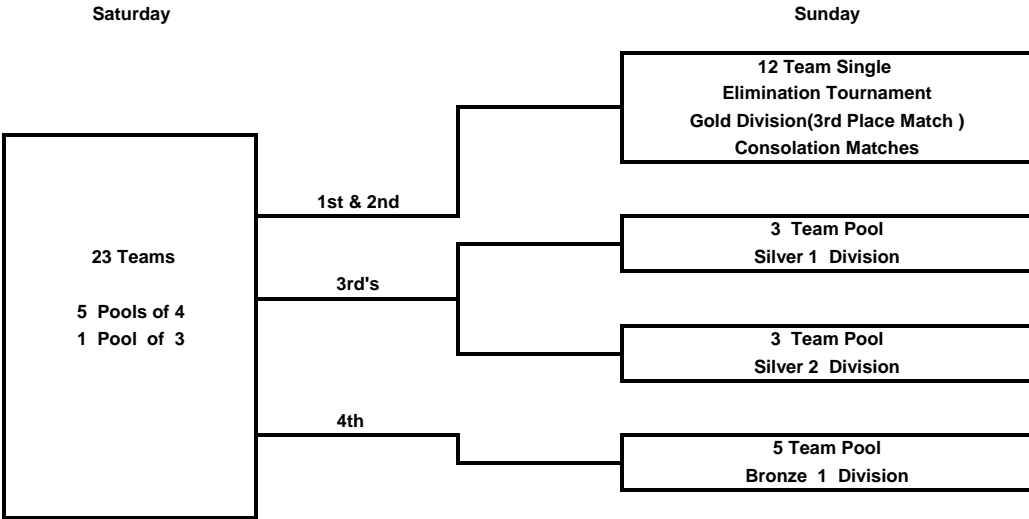 Saturday
Sunday
12 Team Single
Elimination Tournament
Gold Division(3rd Place Match )
Consolation Matches
1st & 2nd
3 Team Pool
Silver 1 Division
23 Teams
3rd's
5 Pools of 4
1 Pool of 3
3 Team Pool
Silver 2 Division
4th
5 Team Pool
Bronze 1 Division